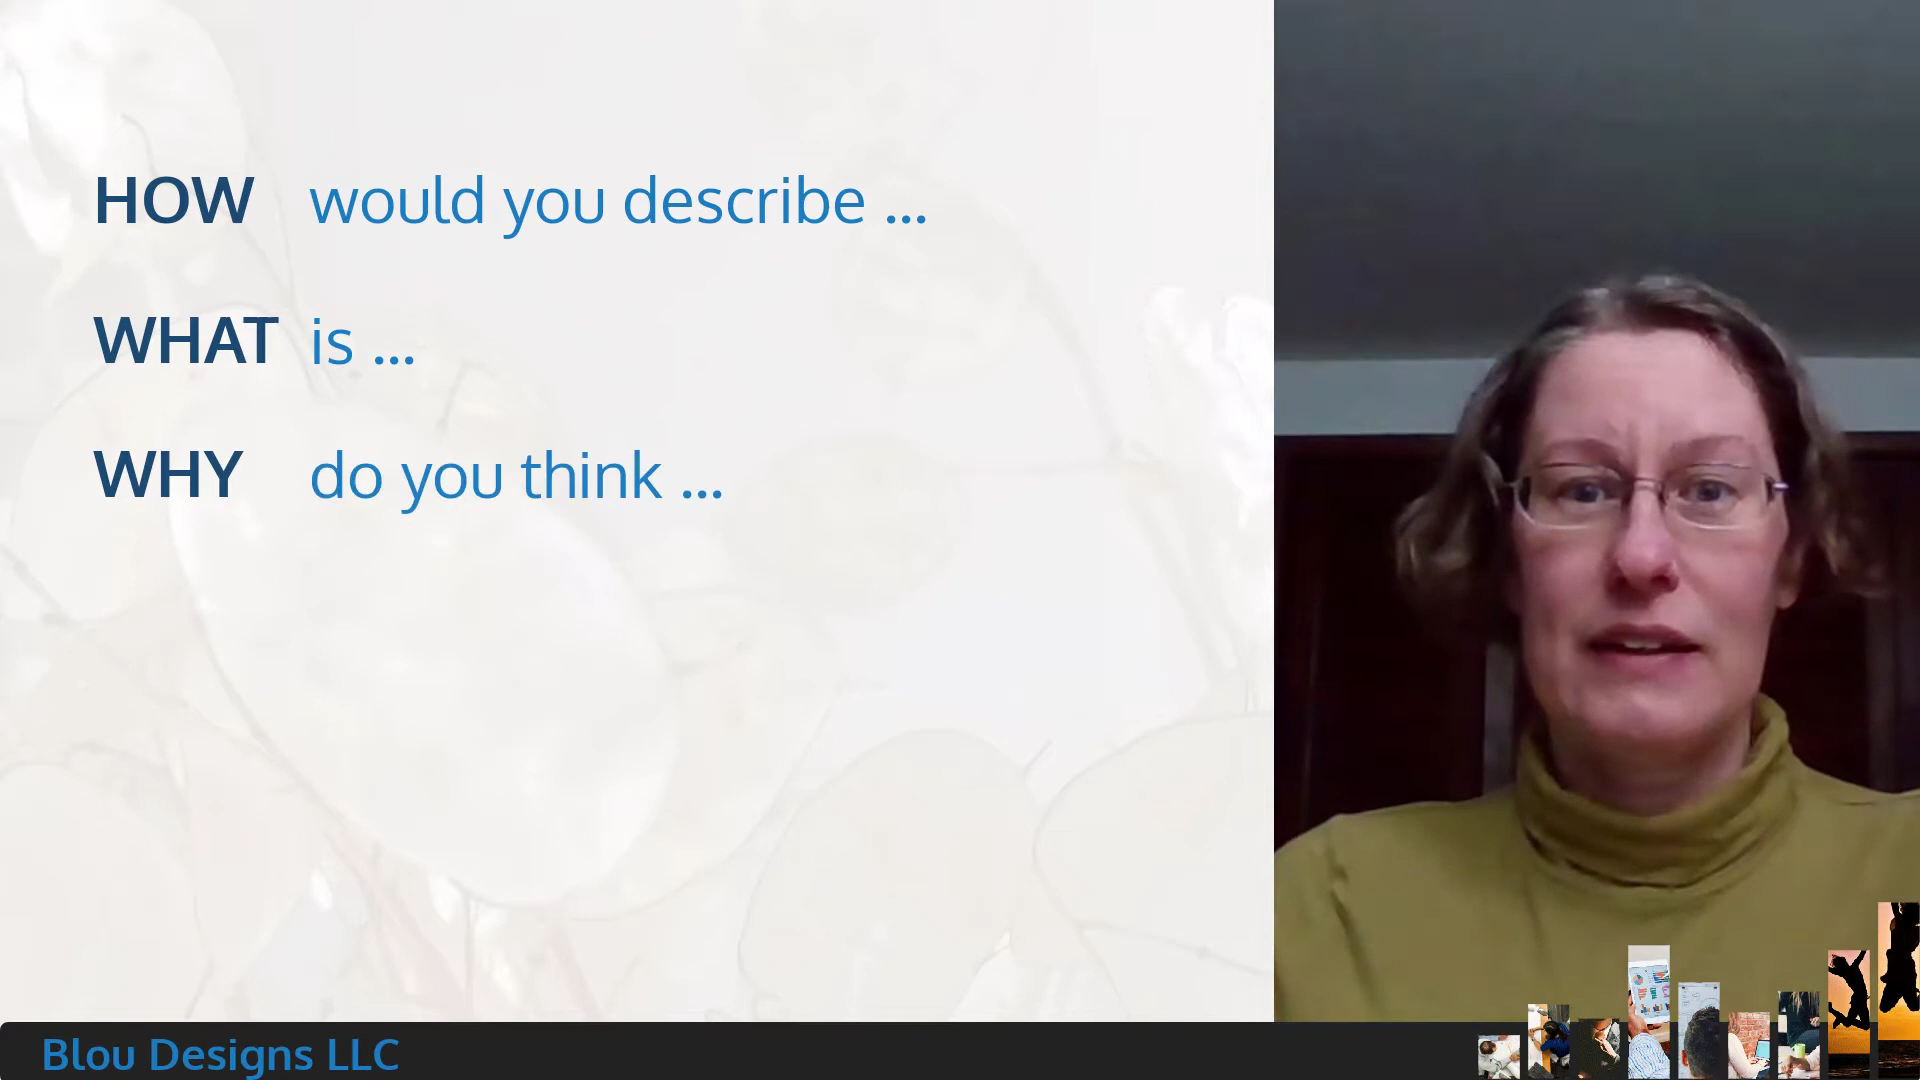 HOW would you describe ...
WHAT is ...
WHY do you think ...
Blou Designs LLC